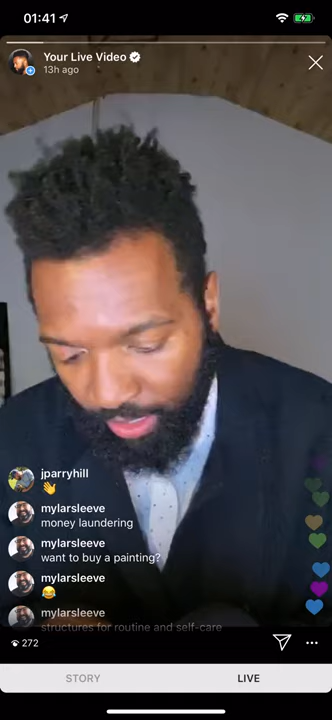 01:41
Your Live Video
13h ago
jparryhill
👋
mylarsleeve
money laundering
mylarsleeve
want to buy a painting?
mylarsleeve
😂
mylarsleeve
structures for routine and self-care
272
STORY
LIVE